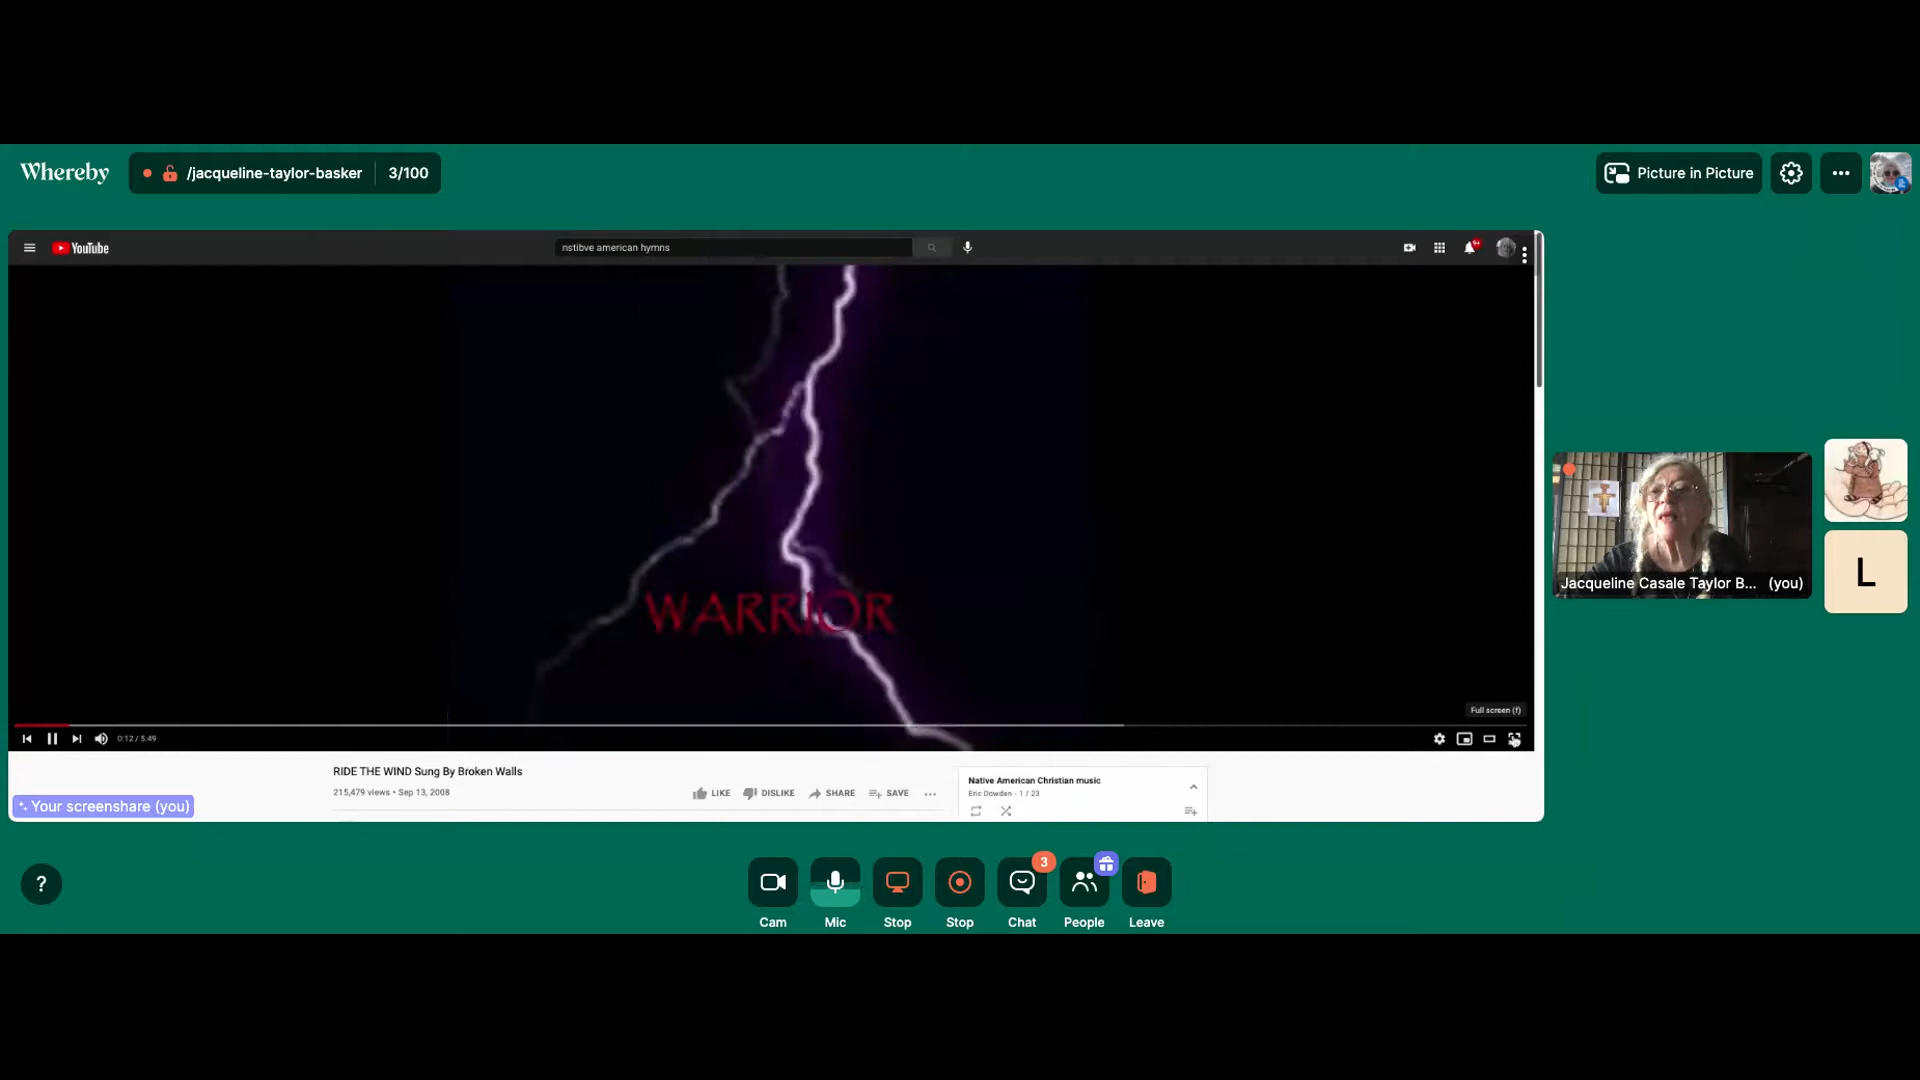 Whereby
/jacqueline-taylor-basker 3/100
Picture in Picture
YouTube
nstibve american hymns
9+
WARRIOR
Full screen (f)
0:12 / 5:49
RIDE THE WIND Sung By Broken Walls
215,479 views • Sep 13, 2008
LIKE DISLIKE SHARE SAVE
Native American Christian music
Eric Dowden - 1 / 23
Your screenshare (you)
Jacqueline Casale Taylor B... (you)
L
?
3
Cam Mic Stop Stop Chat People Leave